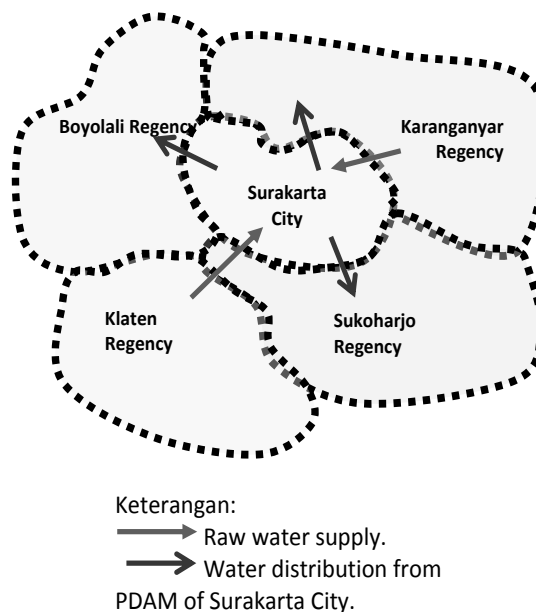 Boyolali Regency
Karanganyar
Regency
Surakarta
City
Klaten
Regency
Sukoharjo
Regency
Keterangan:
Raw water supply.
Water distribution from
PDAM of Surakarta City.